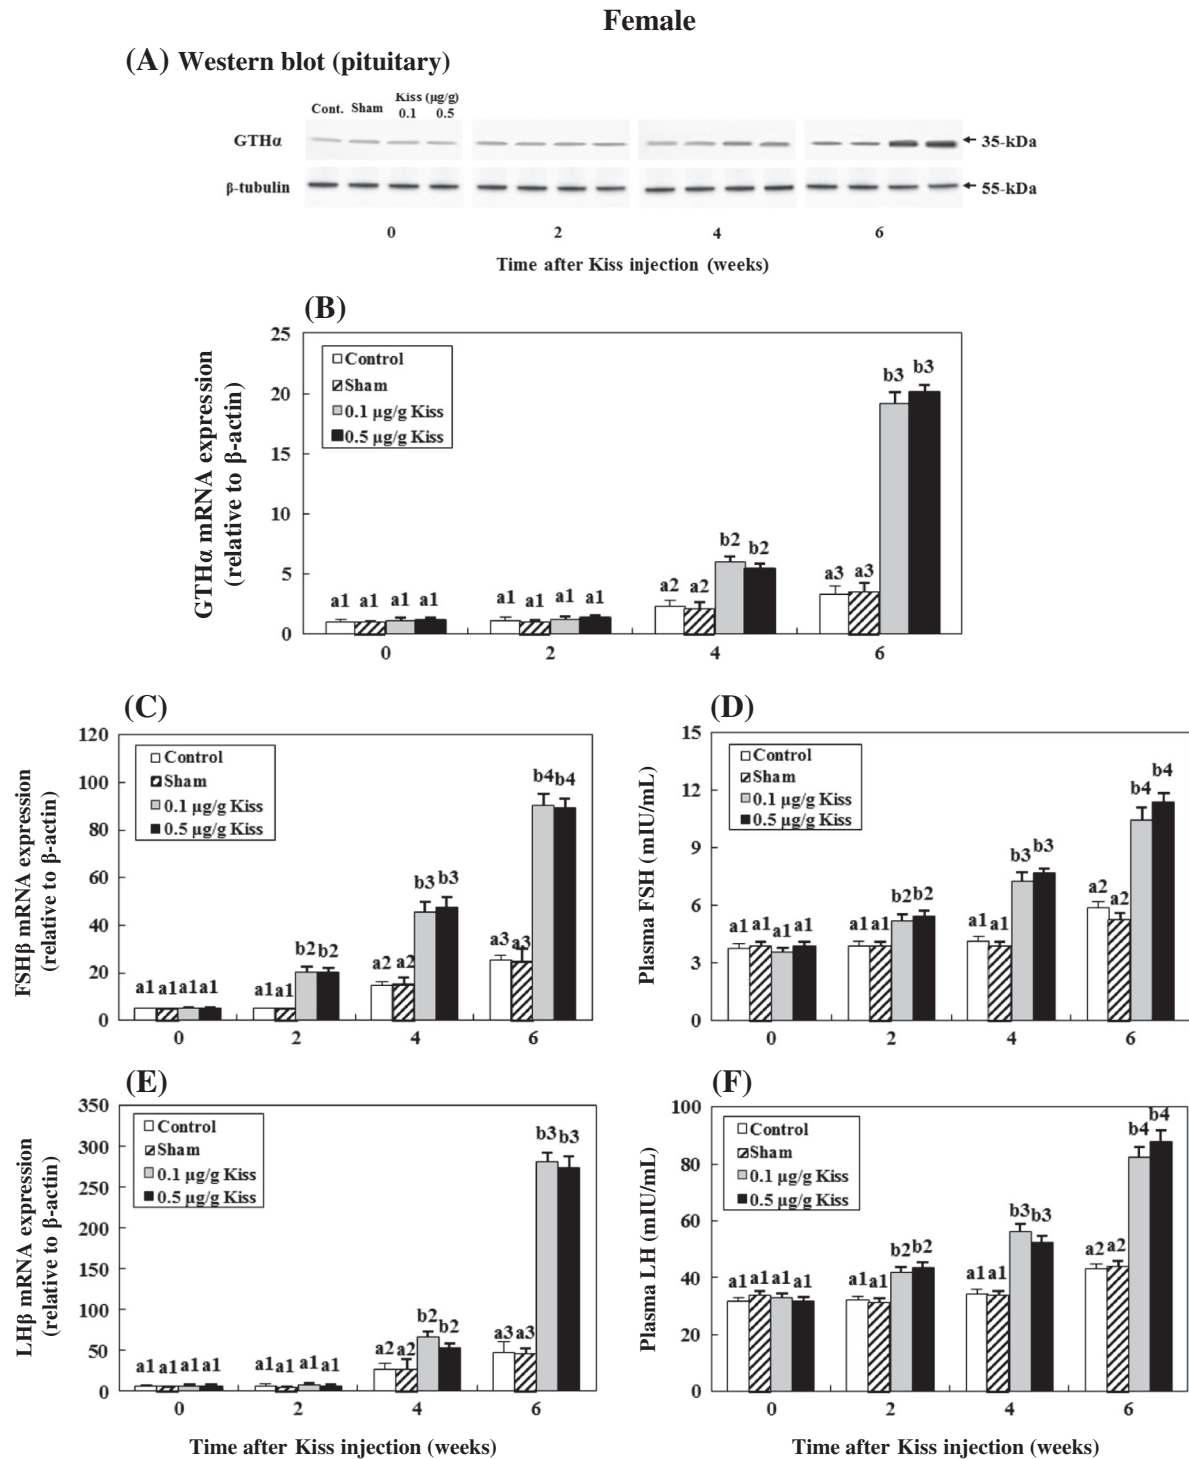 Female
(A) Western blot (pituitary)
Kiss (µg/g)
Cont. Sham 0.1 0.5
GTHα
35-kDa
β-tubulin
55-kDa
0 2 4 6
Time after Kiss injection (weeks)
(B)
GTHα mRNA expression
(relative to β-actin)
25
20
15
10
5
0
Control
Sham
0.1 µg/g Kiss
0.5 µg/g Kiss
a1 a1 a1 a1
a1 a1 a1 a1
a2 a2 b2 b2
a3 a3 b3 b3
0 2 4 6
(C)
FSHβ mRNA expression
(relative to β-actin)
120
100
80
60
40
20
0
Control
Sham
0.1 µg/g Kiss
0.5 µg/g Kiss
a1 a1 a1 a1
a1 a1 b2 b2
a2 a2 b3 b3
a3 a3 b4 b4
0 2 4 6
(D)
Plasma FSH (mIU/mL)
15
12
9
6
3
0
Control
Sham
0.1 µg/g Kiss
0.5 µg/g Kiss
a1 a1 a1 a1
a1 a1 b2 b2
a1 a1 b3 b3
a2 a2 b4 b4
0 2 4 6
(E)
LHβ mRNA expression
(relative to β-actin)
350
300
250
200
150
100
50
0
Control
Sham
0.1 µg/g Kiss
0.5 µg/g Kiss
a1 a1 a1 a1
a1 a1 a1 a1
a2 a2 b2 b2
a3 a3 b3 b3
0 2 4 6
Time after Kiss injection (weeks)
(F)
Plasma LH (mIU/mL)
100
80
60
40
20
0
Control
Sham
0.1 µg/g Kiss
0.5 µg/g Kiss
a1 a1 a1 a1
a1 a1 b2 b2
a1 a1 b3 b3
a2 a2 b4 b4
0 2 4 6
Time after Kiss injection (weeks)